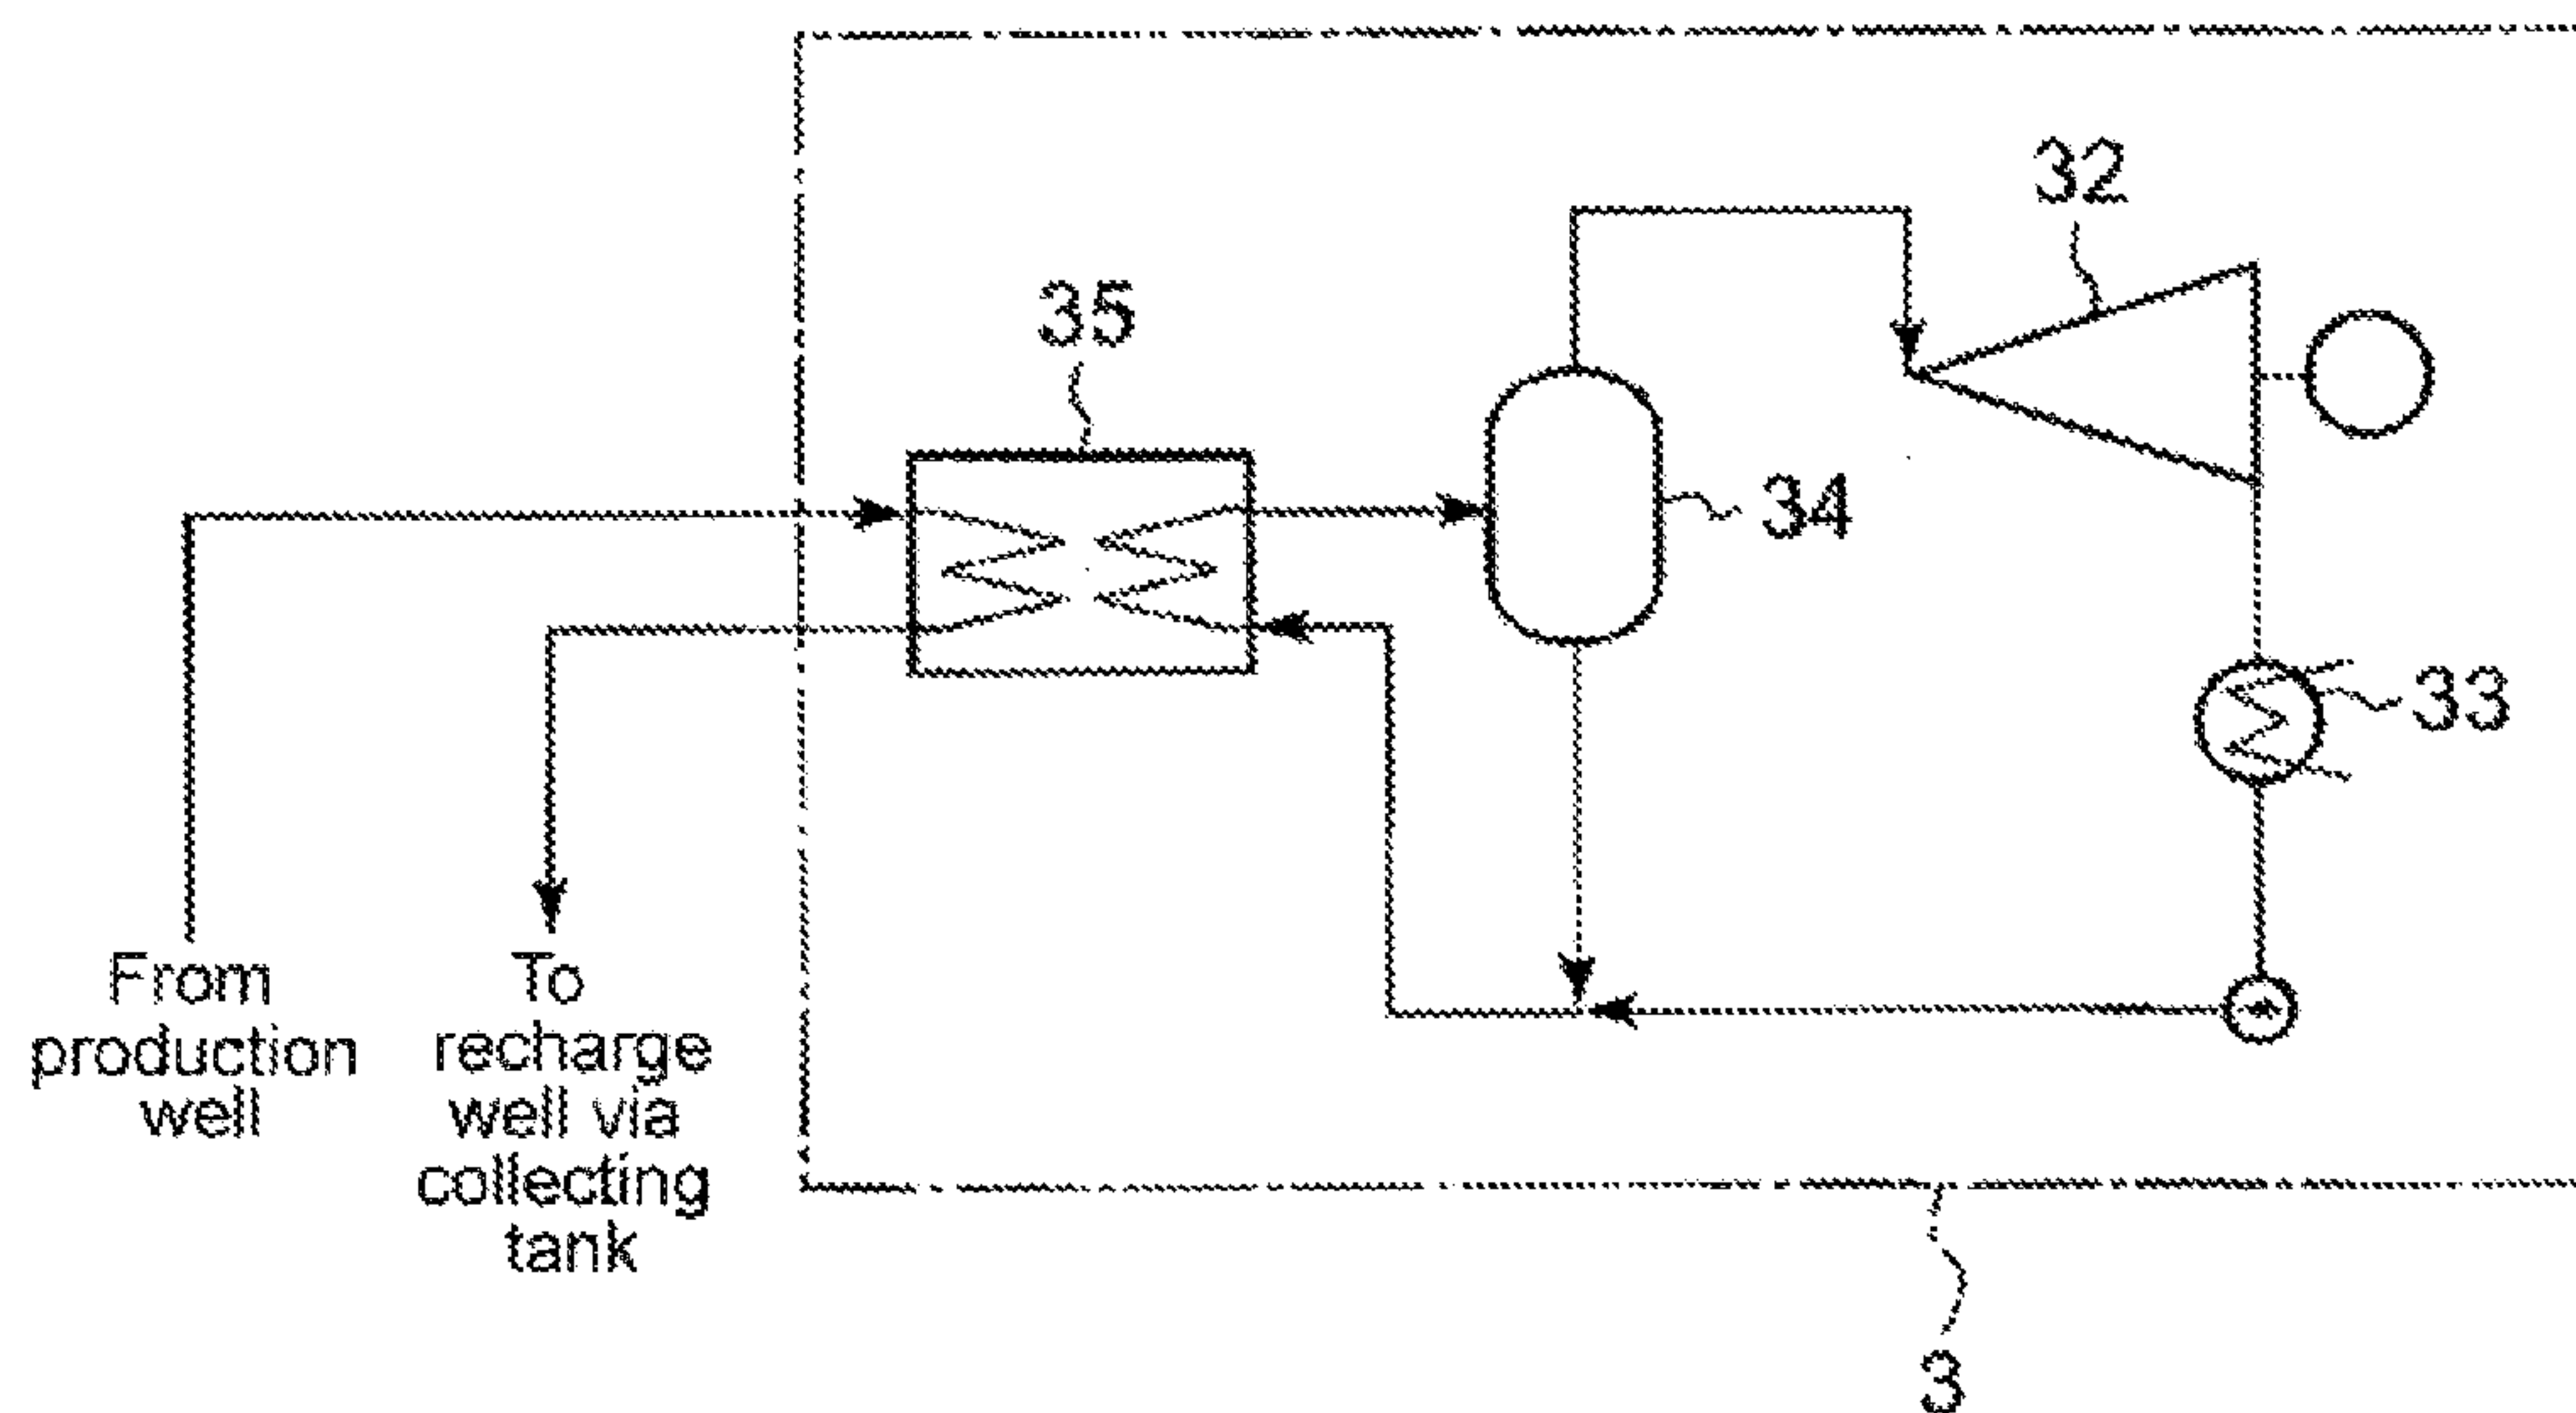 32
35
34
33
From
production
well
To
recharge
well via
collecting
tank
3